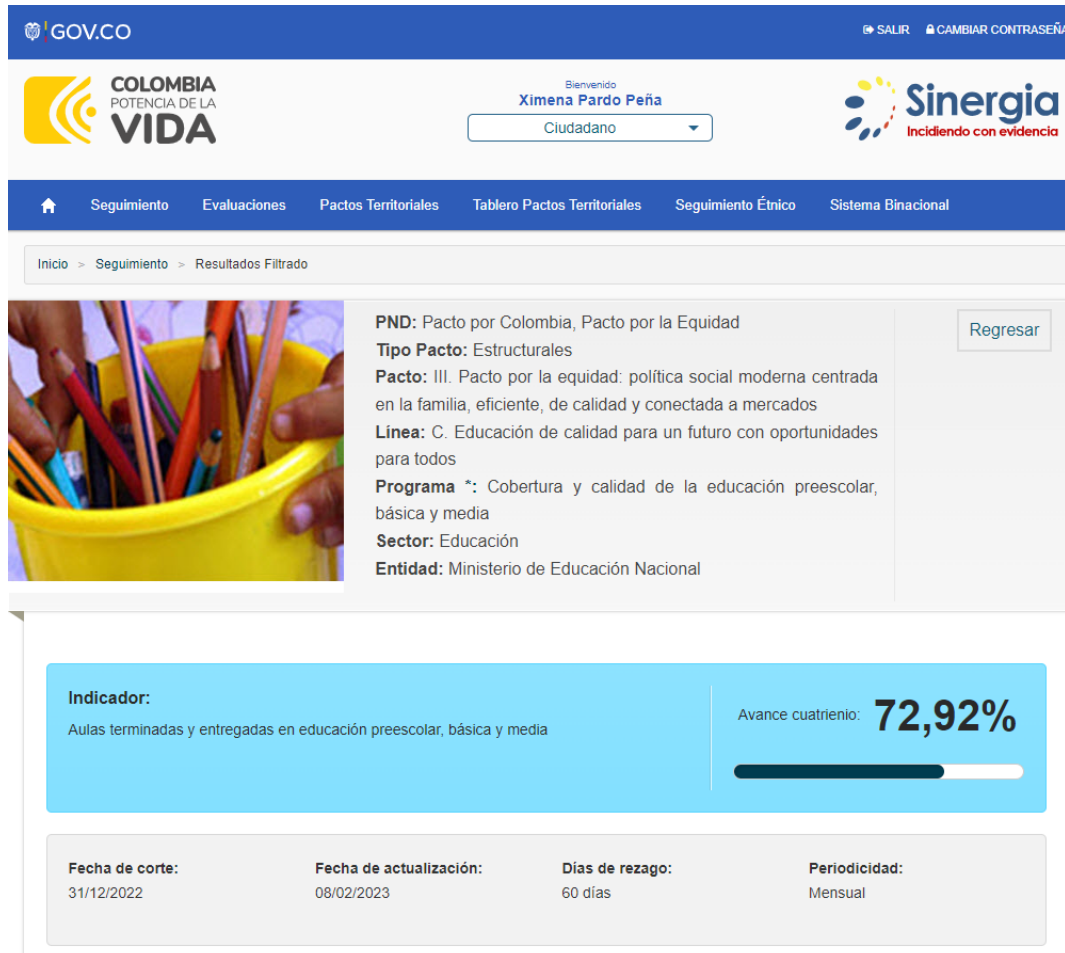 GOV.CO
SALIR CAMBIAR CONTRASEÑA
COLOMBIA
POTENCIA DE LA
VIDA
Bienvenido
Ximena Pardo Peña
Ciudadano
Sinergia
Incidiendo con evidencia
Seguimiento Evaluaciones Pactos Territoriales Tablero Pactos Territoriales Seguimiento Étnico Sistema Binacional
Inicio > Seguimiento > Resultados Filtrado
PND: Pacto por Colombia, Pacto por la Equidad
Tipo Pacto: Estructurales
Pacto: III. Pacto por la equidad: política social moderna centrada
en la familia, eficiente, de calidad y conectada a mercados
Línea: C. Educación de calidad para un futuro con oportunidades
para todos
Programa *: Cobertura y calidad de la educación preescolar,
básica y media
Sector: Educación
Entidad: Ministerio de Educación Nacional
Regresar
Indicador:
Aulas terminadas y entregadas en educación preescolar, básica y media
Avance cuatrienio: 72,92%
Fecha de corte: Fecha de actualización: Días de rezago: Periodicidad:
31/12/2022 08/02/2023 60 días Mensual